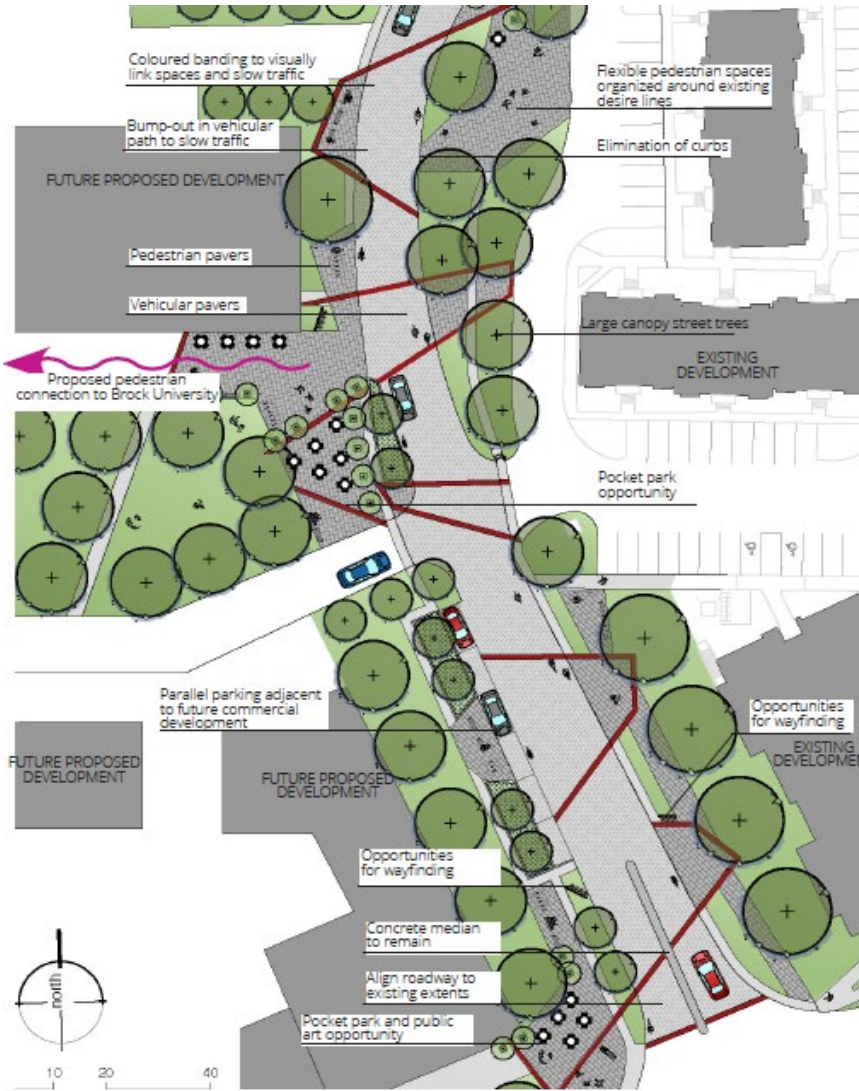 Coloured banding to visually
link spaces and slow traffic
Flexible pedestrian spaces
organized around existing
desire lines
Bump-out in vehicular
path to slow traffic
Elimination of curbs
FUTURE PROPOSED DEVELOPMENT
Pedestrian pavers
Vehicular pavers
Large canopy street trees
EXISTING
DEVELOPMENT
Proposed pedestrian
connection to Brock University
Pocket park
opportunity
Parallel parking adjacent
to future commercial
development
Opportunities
for wayfinding
EXISTING
DEVELOPME
FUTURE PROPOSED
DEVELOPMENT
FUTURE PROPOSED
DEVELOPMENT
Opportunities
for wayfinding
Concrete median
to remain
Align roadway to
existing extents
Pocket park and public
art opportunity
north
10 20 40